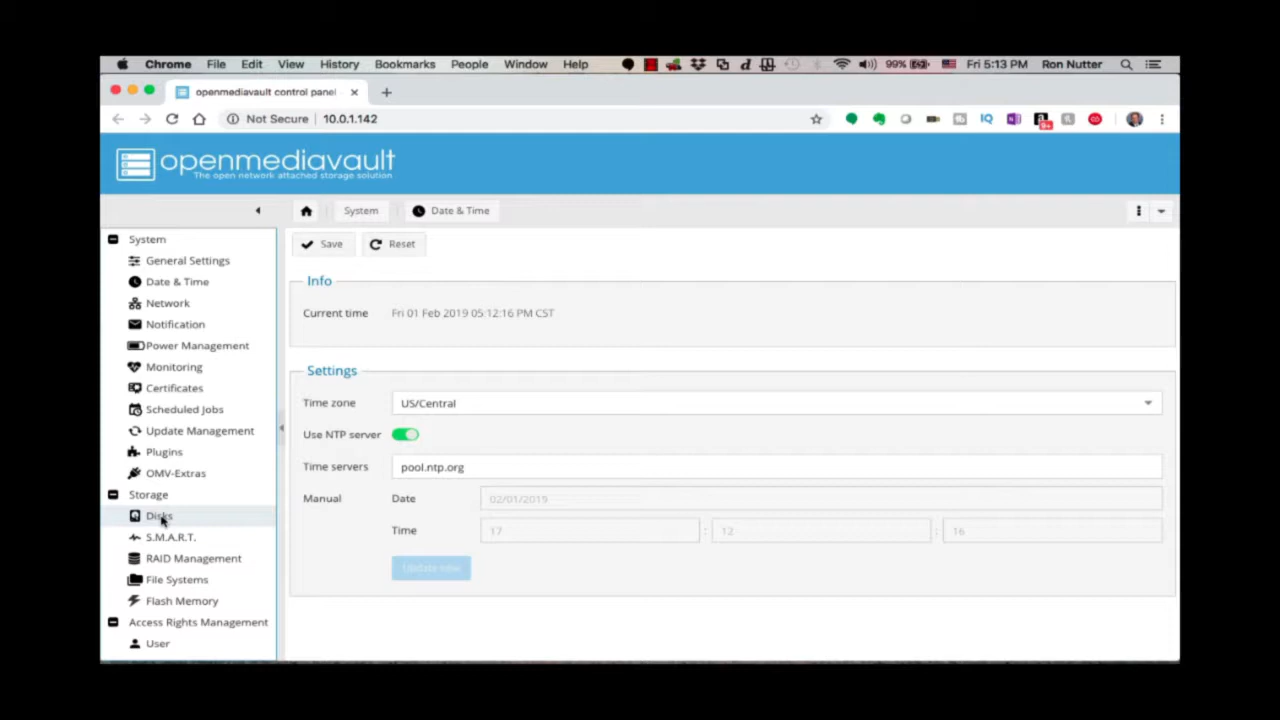 Chrome File Edit View History Bookmarks People Window Help 99% Fri 5:13 PM Ron Nutter
openmediavault control panel
Not Secure 10.0.1.142
openmediavault
The open network attached storage solution
System Date & Time
Save Reset
System
General Settings
Date & Time
Network
Notification
Power Management
Monitoring
Certificates
Scheduled Jobs
Update Management
Plugins
OMV-Extras
Storage
Disks
S.M.A.R.T.
RAID Management
File Systems
Flash Memory
Access Rights Management
User
Info
Current time Fri 01 Feb 2019 05:12:16 PM CST
Settings
Time zone US/Central
Use NTP server
Time servers pool.ntp.org
Manual Date 02/01/2019
Time 17 : 12 : 16
Update now